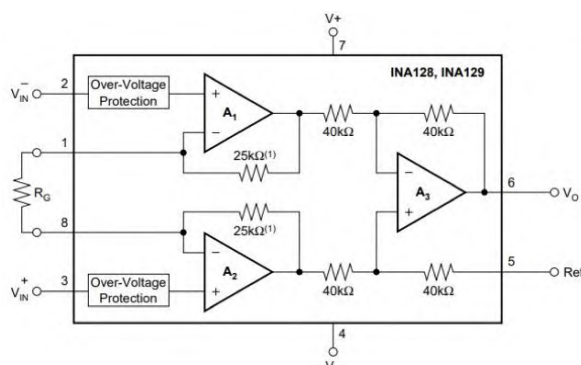 V+
7
INA128, INA129
V−IN
2
Over-Voltage
Protection
+
A1
−
40kΩ
40kΩ
1
25kΩ(1)
RG
−
A3
+
6
VO
25kΩ(1)
8
−
A2
+
5
Ref
V+IN
3
Over-Voltage
Protection
40kΩ
40kΩ
4